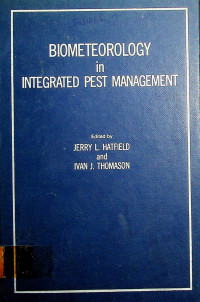 BIOMETEOROLOGY
in
INTEGRATED PEST MANAGEMENT
Edited by
JERRY L. HATFIELD
and
IVAN J. THOMASON